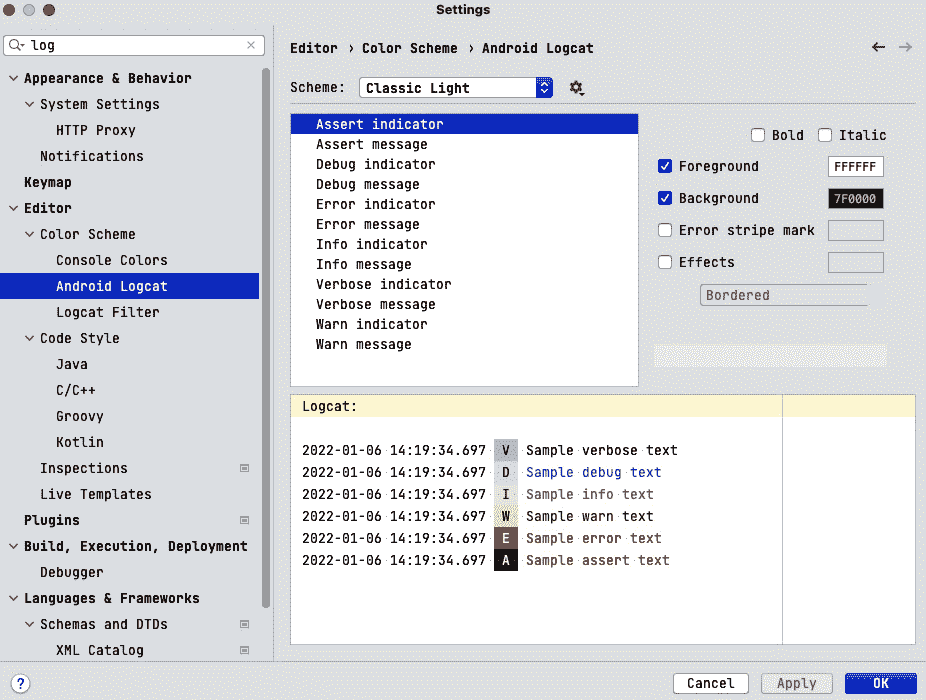 Settings
log
Appearance & Behavior
System Settings
HTTP Proxy
Notifications
Keymap
Editor
Color Scheme
Console Colors
Android Logcat
Logcat Filter
Code Style
Java
C/C++
Groovy
Kotlin
Inspections
Live Templates
Plugins
Build, Execution, Deployment
Debugger
Languages & Frameworks
Schemas and DTDs
XML Catalog
?
Editor › Color Scheme › Android Logcat
Scheme: Classic Light
Assert indicator
Assert message
Debug indicator
Debug message
Error indicator
Error message
Info indicator
Info message
Verbose indicator
Verbose message
Warn indicator
Warn message
Bold Italic
Foreground FFFFFF
Background 7F0000
Error stripe mark
Effects
Bordered
Logcat:
2022-01-06 14:19:34.697 V Sample verbose text
2022-01-06 14:19:34.697 D Sample debug text
2022-01-06 14:19:34.697 I Sample info text
2022-01-06 14:19:34.697 W Sample warn text
2022-01-06 14:19:34.697 E Sample error text
2022-01-06 14:19:34.697 A Sample assert text
Cancel Apply OK